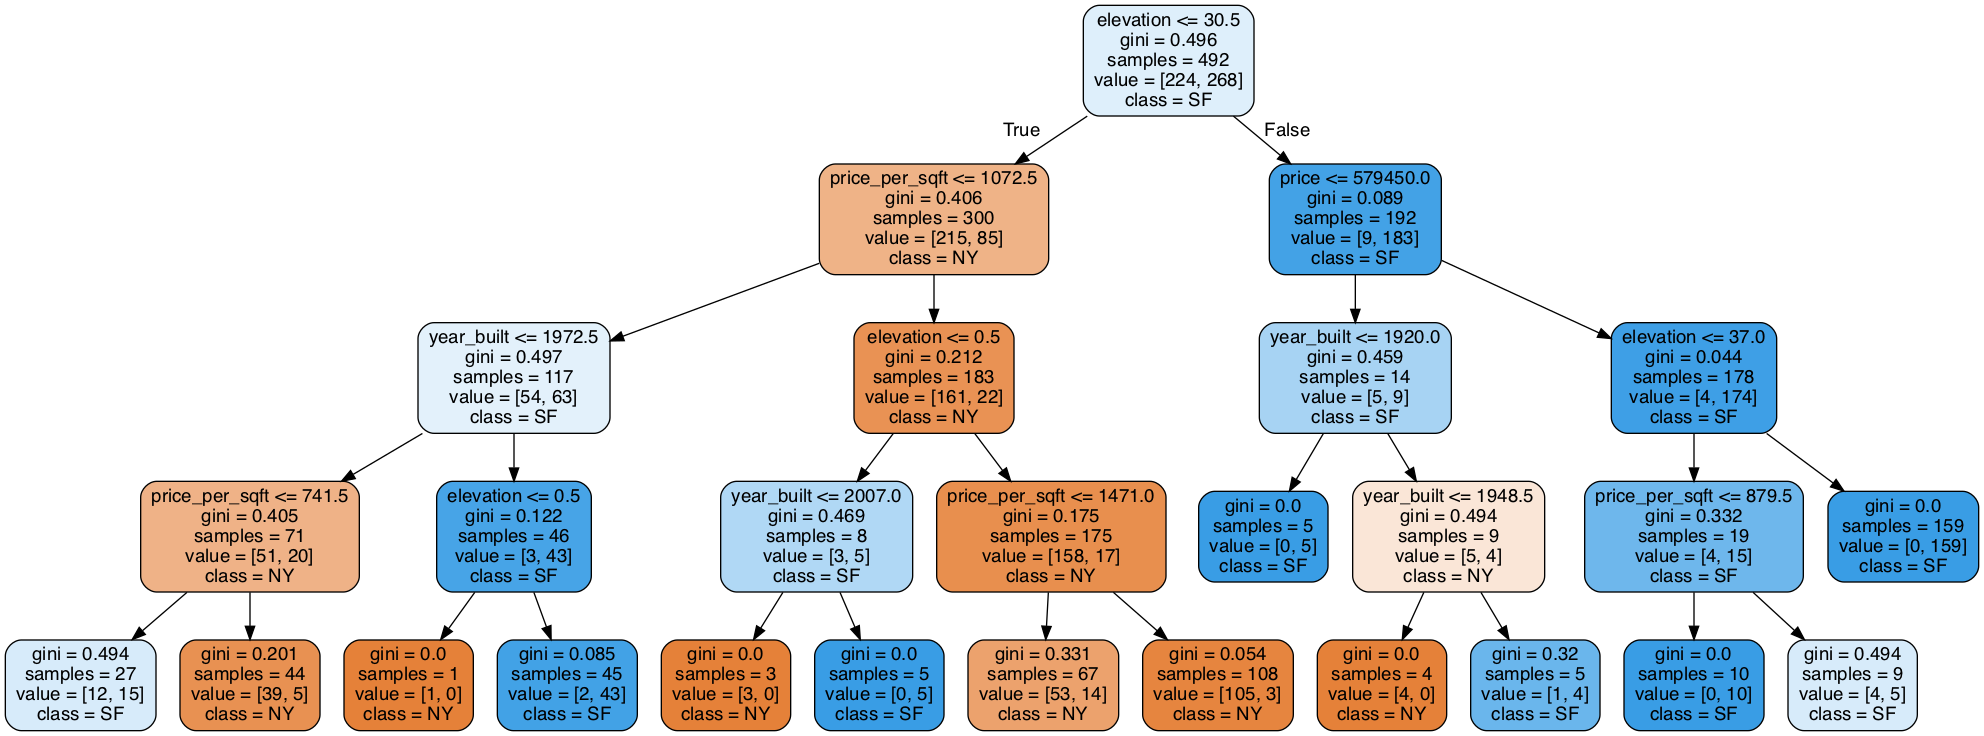 elevation <= 30.5
gini = 0.496
samples = 492
value = [224, 268]
class = SF
True
False
price_per_sqft <= 1072.5
gini = 0.406
samples = 300
value = [215, 85]
class = NY
price <= 579450.0
gini = 0.089
samples = 192
value = [9, 183]
class = SF
year_built <= 1972.5
gini = 0.497
samples = 117
value = [54, 63]
class = SF
elevation <= 0.5
gini = 0.212
samples = 183
value = [161, 22]
class = NY
year_built <= 1920.0
gini = 0.459
samples = 14
value = [5, 9]
class = SF
elevation <= 37.0
gini = 0.044
samples = 178
value = [4, 174]
class = SF
price_per_sqft <= 741.5
gini = 0.405
samples = 71
value = [51, 20]
class = NY
elevation <= 0.5
gini = 0.122
samples = 46
value = [3, 43]
class = SF
year_built <= 2007.0
gini = 0.469
samples = 8
value = [3, 5]
class = SF
price_per_sqft <= 1471.0
gini = 0.175
samples = 175
value = [158, 17]
class = NY
gini = 0.0
samples = 5
value = [0, 5]
class = SF
year_built <= 1948.5
gini = 0.494
samples = 9
value = [5, 4]
class = NY
price_per_sqft <= 879.5
gini = 0.332
samples = 19
value = [4, 15]
class = SF
gini = 0.0
samples = 159
value = [0, 159]
class = SF
gini = 0.494
samples = 27
value = [12, 15]
class = SF
gini = 0.201
samples = 44
value = [39, 5]
class = NY
gini = 0.0
samples = 1
value = [1, 0]
class = NY
gini = 0.085
samples = 45
value = [2, 43]
class = SF
gini = 0.0
samples = 3
value = [3, 0]
class = NY
gini = 0.0
samples = 5
value = [0, 5]
class = SF
gini = 0.331
samples = 67
value = [53, 14]
class = NY
gini = 0.054
samples = 108
value = [105, 3]
class = NY
gini = 0.0
samples = 4
value = [4, 0]
class = NY
gini = 0.32
samples = 5
value = [1, 4]
class = SF
gini = 0.0
samples = 10
value = [0, 10]
class = SF
gini = 0.494
samples = 9
value = [4, 5]
class = SF